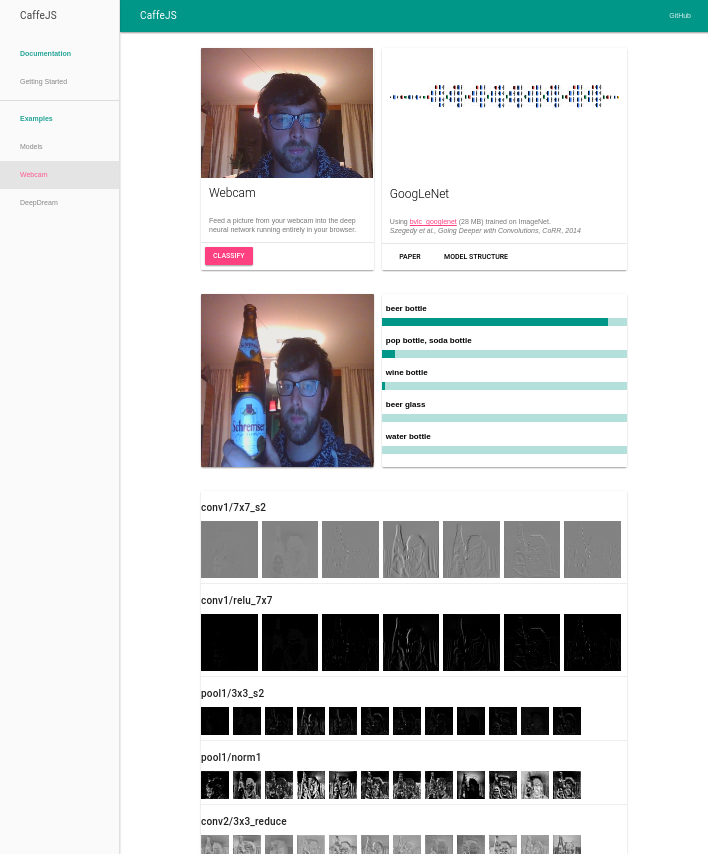 CaffeJS
CaffeJS
GitHub
Documentation
Getting Started
Examples
Models
Webcam
DeepDream
Webcam
Feed a picture from your webcam into the deep
neural network running entirely in your browser.
CLASSIFY
GoogLeNet
Using bvlc_googlenet (28 MB) trained on ImageNet.
Szegedy et al., Going Deeper with Convolutions, CoRR, 2014
PAPER MODEL STRUCTURE
Schremser
beer bottle
pop bottle, soda bottle
wine bottle
beer glass
water bottle
conv1/7x7_s2
conv1/relu_7x7
pool1/3x3_s2
pool1/norm1
conv2/3x3_reduce